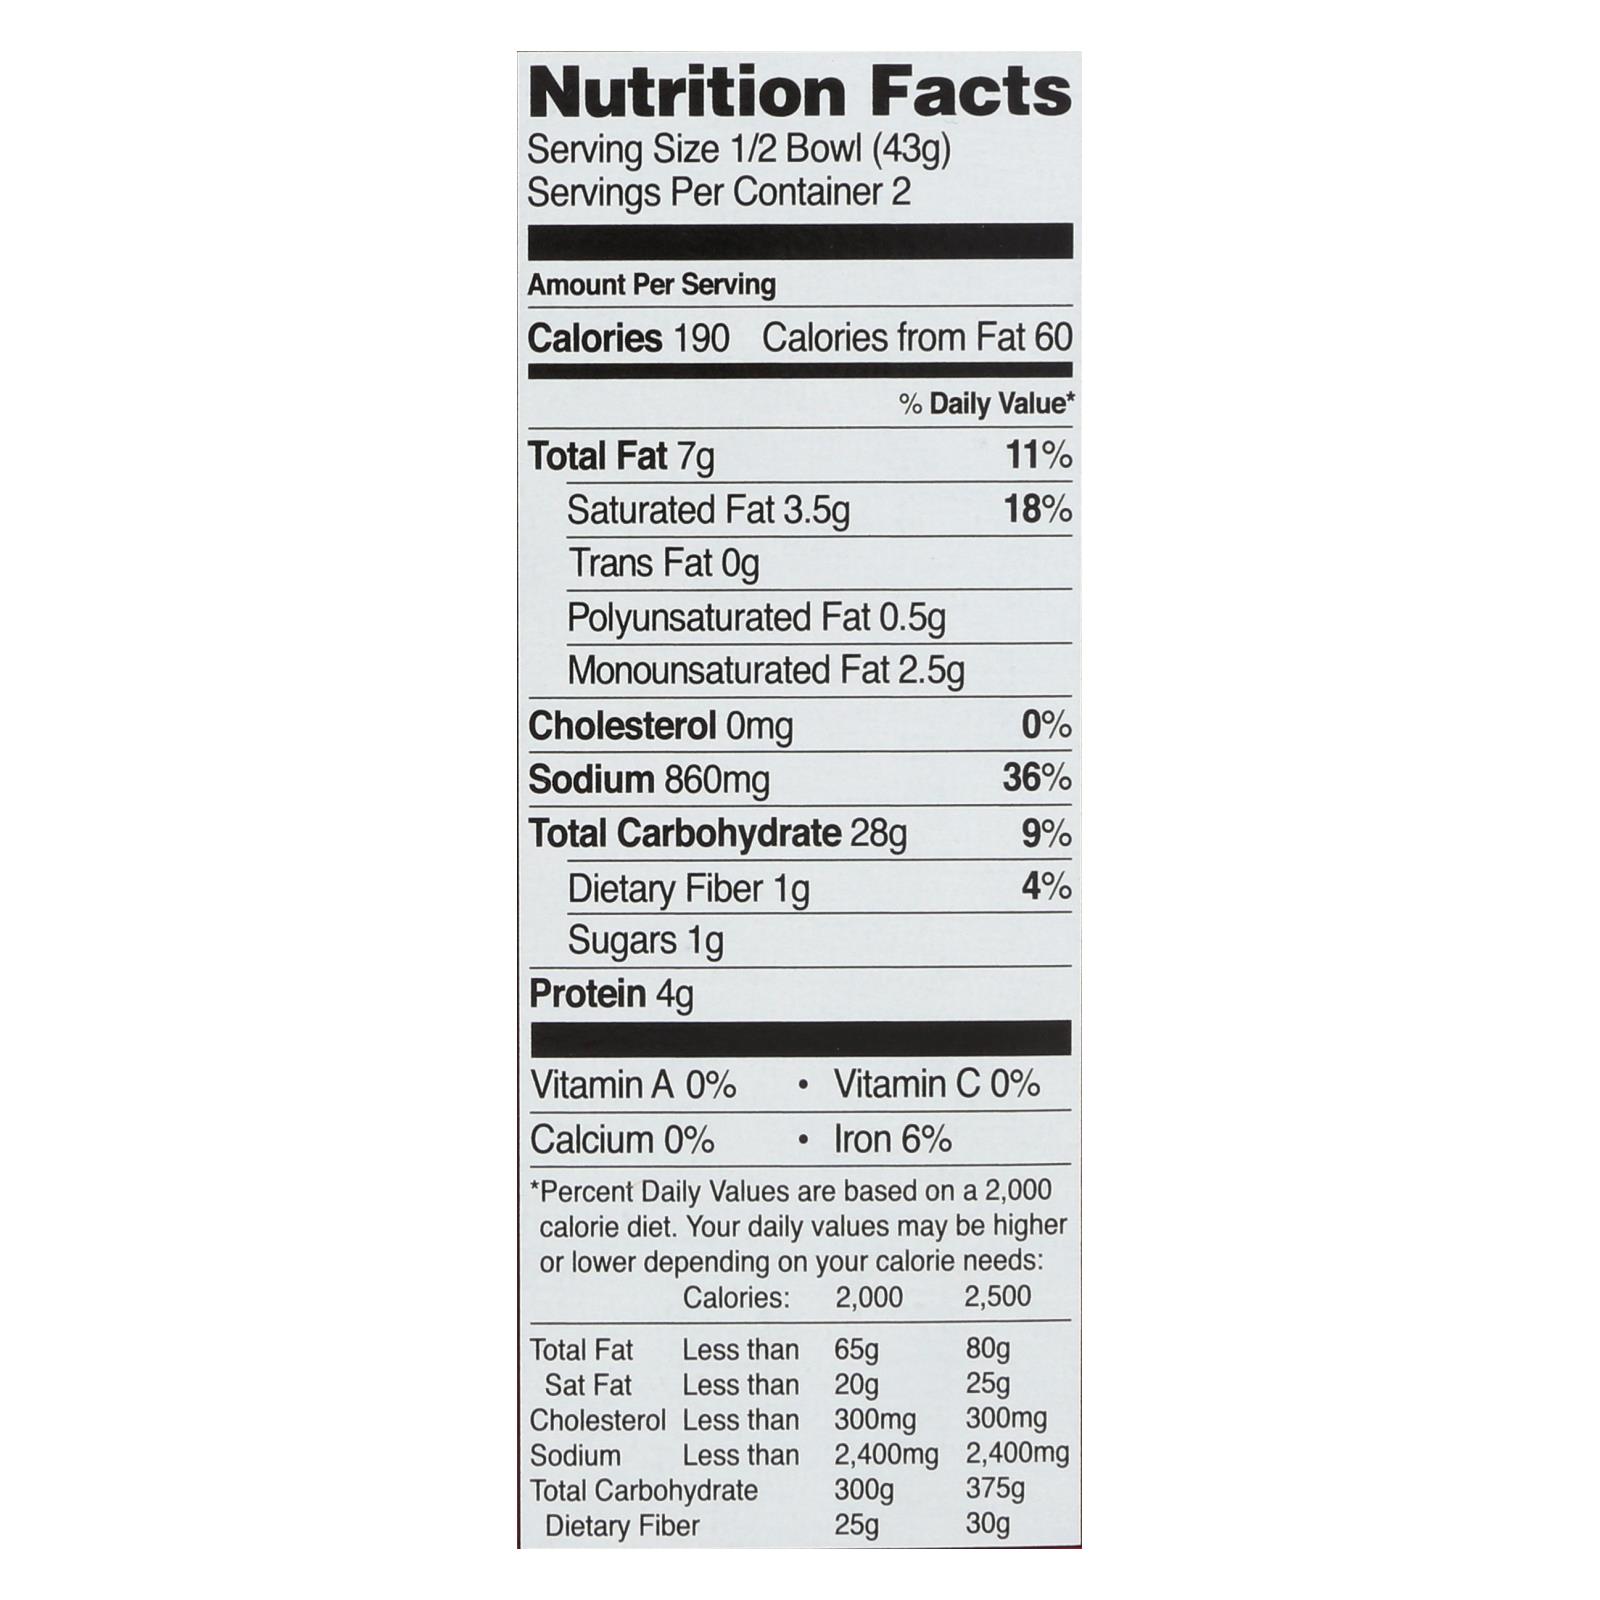 Nutrition Facts
Serving Size 1/2 Bowl (43g)
Servings Per Container 2
Amount Per Serving
Calories 190 Calories from Fat 60
% Daily Value*
Total Fat 7g 11%
Saturated Fat 3.5g 18%
Trans Fat 0g
Polyunsaturated Fat 0.5g
Monounsaturated Fat 2.5g
Cholesterol 0mg 0%
Sodium 860mg 36%
Total Carbohydrate 28g 9%
Dietary Fiber 1g 4%
Sugars 1g
Protein 4g
Vitamin A 0% • Vitamin C 0%
Calcium 0% • Iron 6%
*Percent Daily Values are based on a 2,000
calorie diet. Your daily values may be higher
or lower depending on your calorie needs:
Calories: 2,000 2,500
Total Fat Less than 65g 80g
Sat Fat Less than 20g 25g
Cholesterol Less than 300mg 300mg
Sodium Less than 2,400mg 2,400mg
Total Carbohydrate 300g 375g
Dietary Fiber 25g 30g